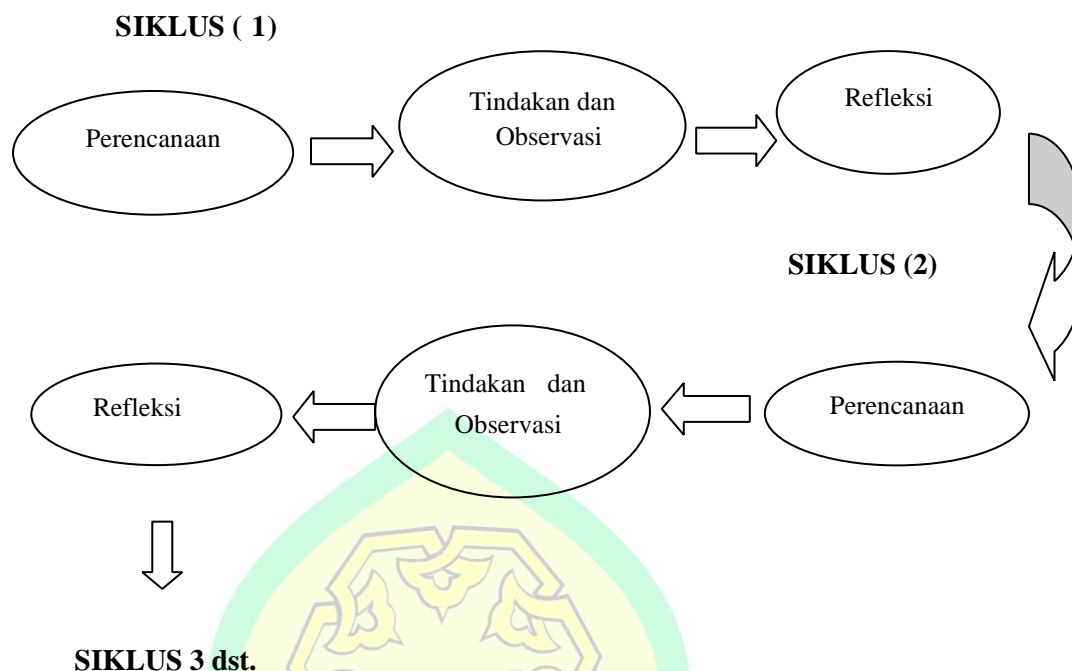 SIKLUS ( 1)
Perencanaan
Tindakan dan
Observasi
Refleksi
SIKLUS (2)
Perencanaan
Tindakan dan
Observasi
Refleksi
SIKLUS 3 dst.